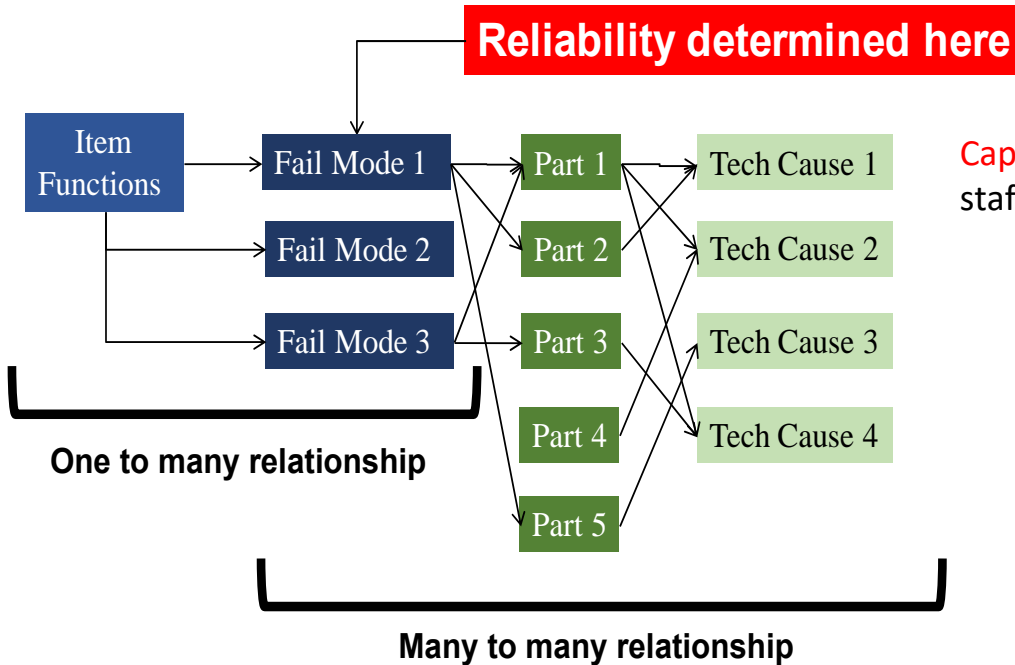 Reliability determined here
Item
Functions
Fail Mode 1
Part 1
Tech Cause 1
Fail Mode 2
Part 2
Tech Cause 2
Fail Mode 3
Part 3
Tech Cause 3
Part 4
Tech Cause 4
Part 5
One to many relationship
Many to many relationship